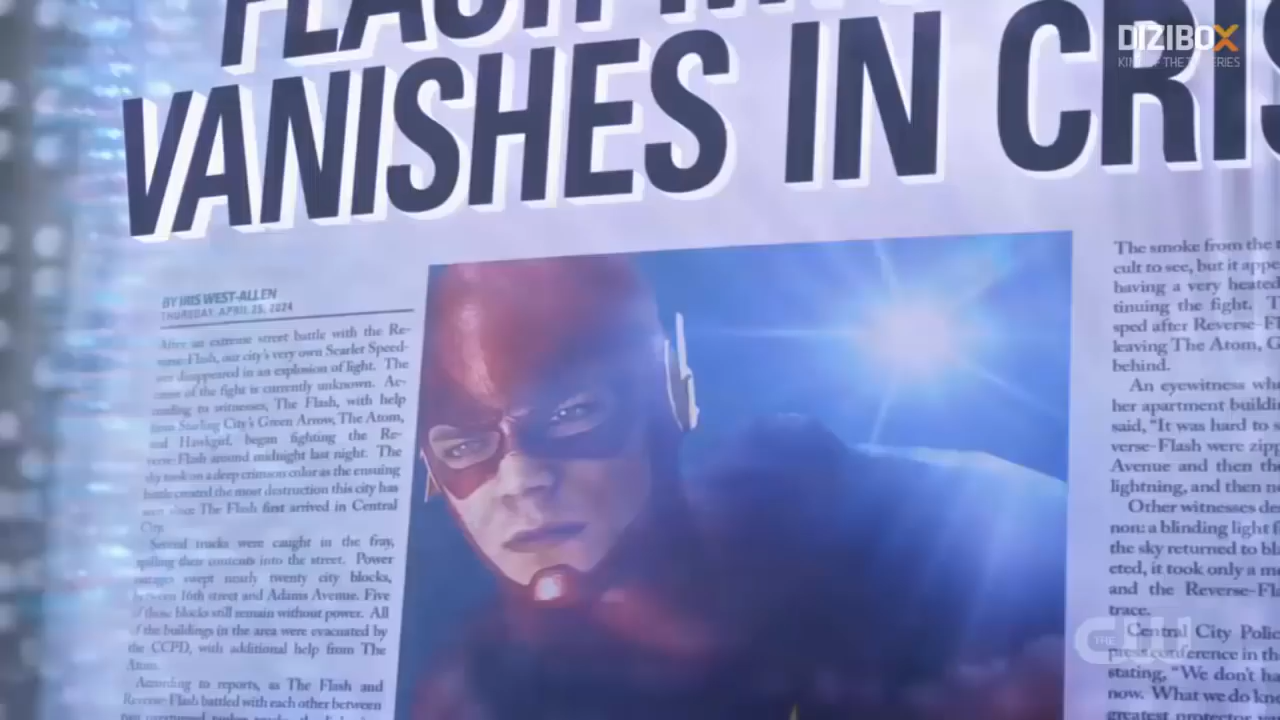 VANISHES IN CRIS
DIZIBOX
BY IRIS WEST-ALLEN
THURSDAY, APRIL 25, 2024
After an extreme street battle with the Re-
verse-Flash, our city's very own Scarlet Speed-
ster disappeared in an explosion of light. The
cause of the fight is currently unknown. Ac-
cording to witnesses, The Flash, with help
from Starling City's Green Arrow, The Atom,
and Hawkgirl, began fighting the Re-
verse-Flash around midnight last night. The
sky took on a deep crimson color as the ensuing
battle created the most destruction this city has
seen since The Flash first arrived in Central
City.
Several trucks were caught in the fray,
spilling their contents into the street. Power
outages swept nearly twenty city blocks,
between 16th street and Adams Avenue. Five
of those blocks still remain without power. All
of the buildings in the area were evacuated by
the CCPD, with additional help from The
Atom.
According to reports, as The Flash and
Reverse-Flash battled with each other between
The smoke from the
cult to see, but it appe
having a very heated
tinuing the fight. T
sped after Reverse-F
leaving The Atom, G
behind.
An eyewitness wh
her apartment buildin
said, "It was hard to s
verse-Flash were zipp
Avenue and then the
lightning, and then n
Other witnesses de
non: a blinding light f
the sky returned to bl
eted, it took only a m
and the Reverse-Fl
trace.
Central City Polic
press conference in th
stating, "We don't ha
now. What we do kn
greatest protector
THE CW